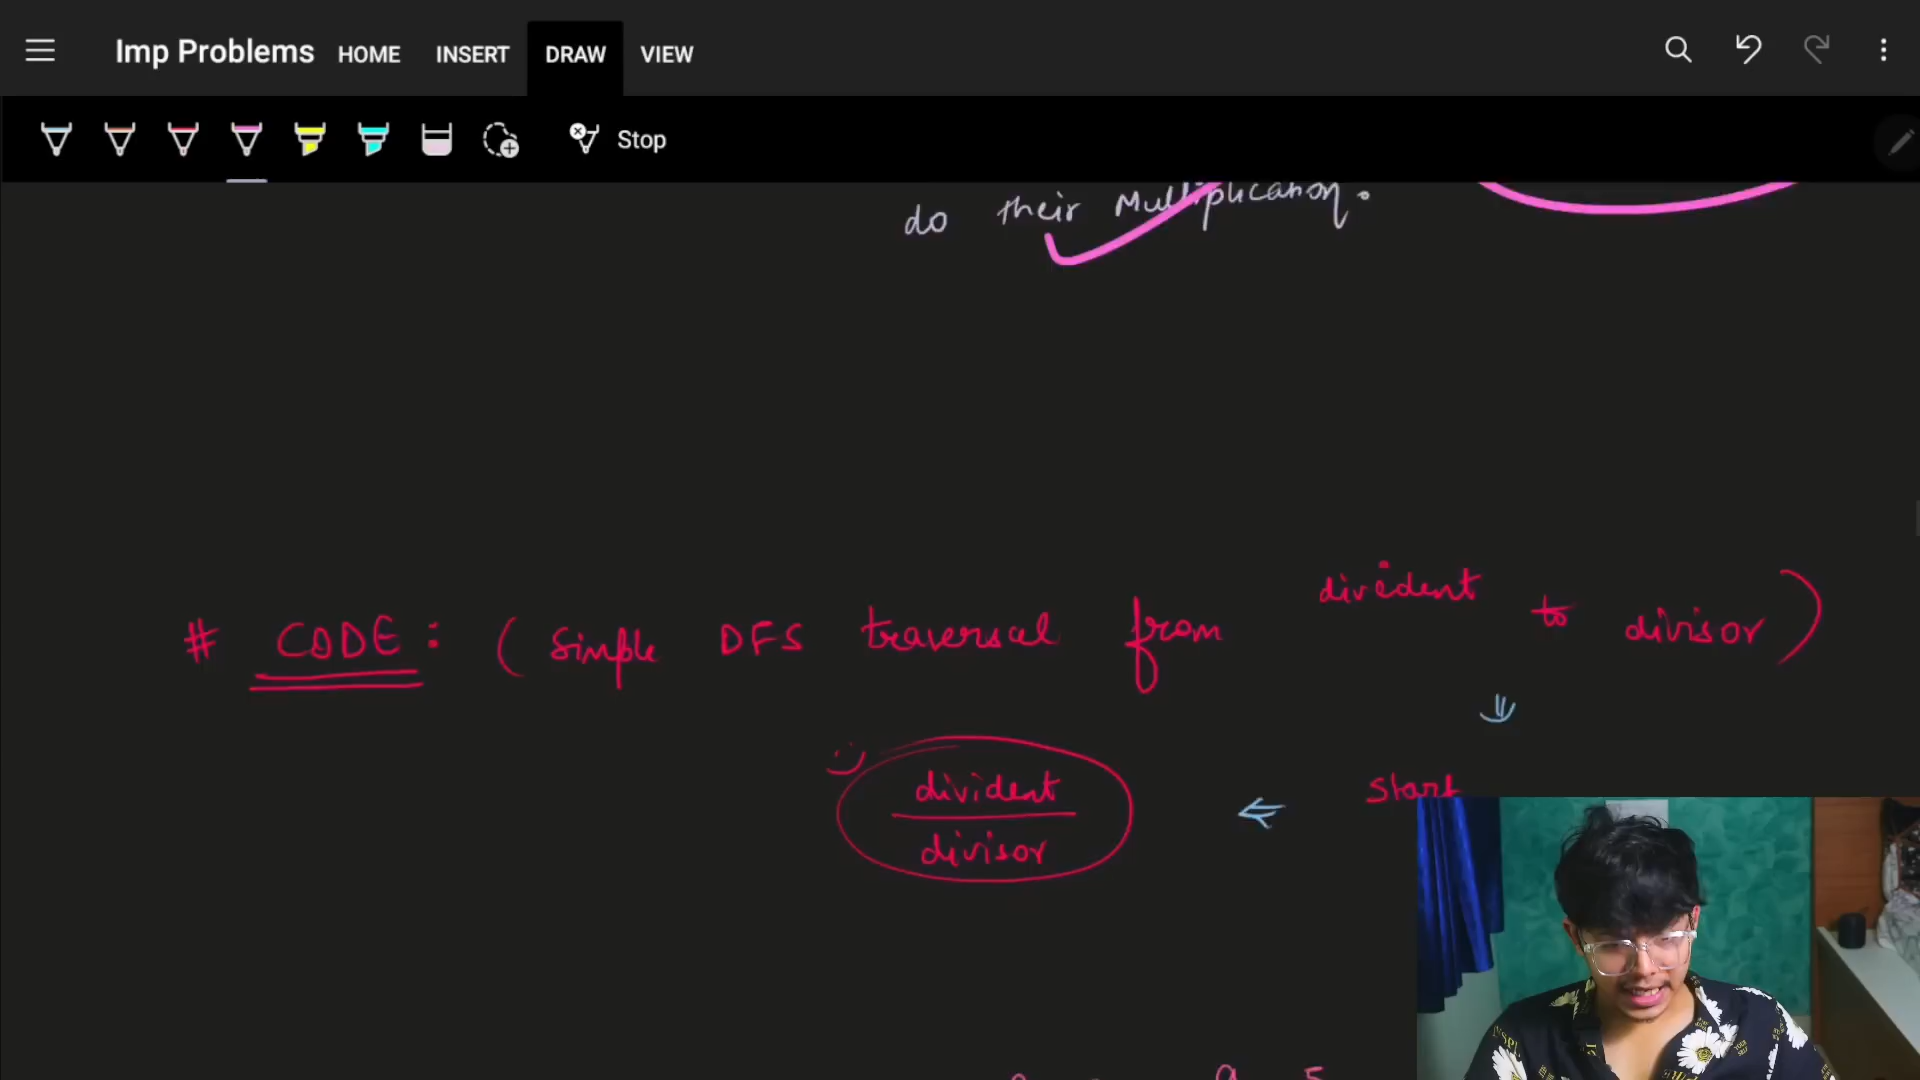 Imp Problems HOME INSERT DRAW VIEW
Stop
do their Multiplication.
# CODE: (Simple DFS traversal from divident to divisor)
start
divident
divisor